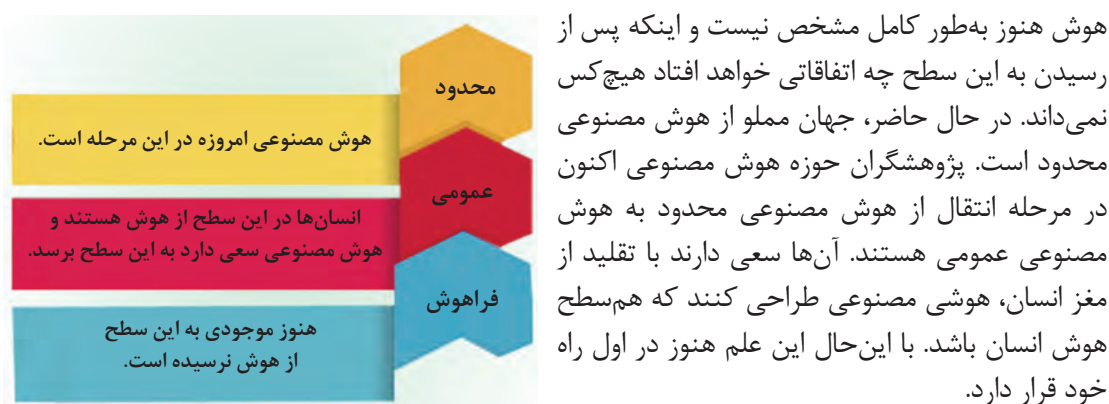 هوش هنوز به‌طور کامل مشخص نیست و اینکه پس از
رسیدن به این سطح چه اتفاقاتی خواهد افتاد هیچ‌کس
نمی‌داند. در حال حاضر، جهان مملو از هوش مصنوعی
محدود است. پژوهشگران حوزه هوش مصنوعی اکنون
در مرحله انتقال از هوش مصنوعی محدود به هوش
مصنوعی عمومی هستند. آن‌ها سعی دارند با تقلید از
مغز انسان، هوشی مصنوعی طراحی کنند که هم‌سطح
هوش انسان باشد. با این‌حال این علم هنوز در اول راه
خود قرار دارد.
محدود
هوش مصنوعی امروزه در این مرحله است.
عمومی
انسان‌ها در این سطح از هوش هستند و
هوش مصنوعی سعی دارد به این سطح برسد.
فراهوش
هنوز موجودی به این سطح
از هوش نرسیده است.